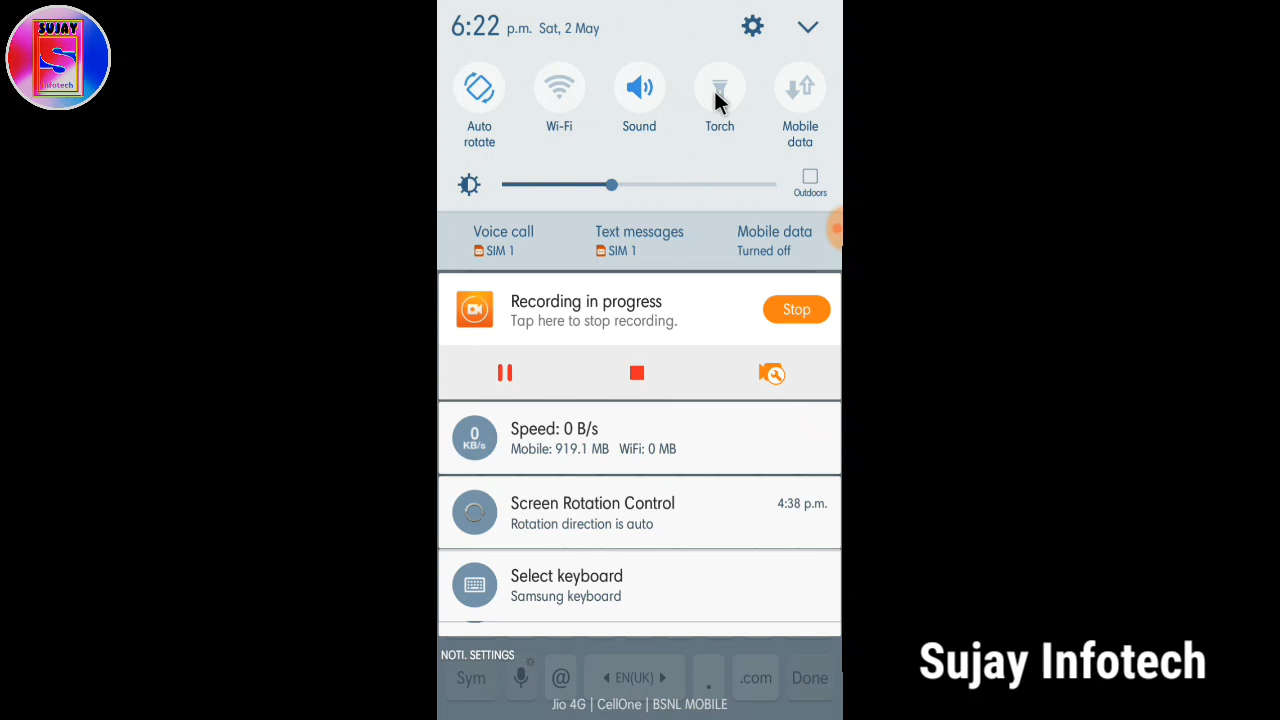 SUJAY
S
Infotech
6:22 p.m. Sat, 2 May
Auto rotate
Wi-Fi
Sound
Torch
Mobile data
Outdoors
Voice call
SIM 1
Text messages
SIM 1
Mobile data
Turned off
Recording in progress
Tap here to stop recording.
Stop
0
KB/s
Speed: 0 B/s
Mobile: 919.1 MB WiFi: 0 MB
Screen Rotation Control
4:38 p.m.
Rotation direction is auto
Select keyboard
Samsung keyboard
NOTI. SETTINGS
Sym @ EN(UK) . .com Done
Jio 4G | CellOne | BSNL MOBILE
Sujay Infotech